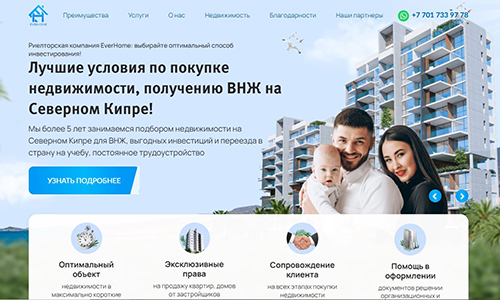 EVERHOME
Преимущества Услуги О нас Недвижимость Благодарности Наши партнеры +7 701 733 97 78
Риелторская компания EverHome: выбирайте оптимальный способ
инвестирования!
Лучшие условия по покупке
недвижимости, получению ВНЖ на
Северном Кипре!
Мы более 5 лет занимаемся подбором недвижимости на
Северном Кипре для ВНЖ, выгодных инвестиций и переезда в
страну на учебу, постоянное трудоустройство
УЗНАТЬ ПОДРОБНЕЕ
Оптимальный
объект
недвижимости в
максимально короткие
Эксклюзивные
права
на продажу квартир, домов
от застройщиков
Сопровождение
клиента
на всех этапах покупки
недвижимости
Помощь в
оформлении
документов решении
организационных и